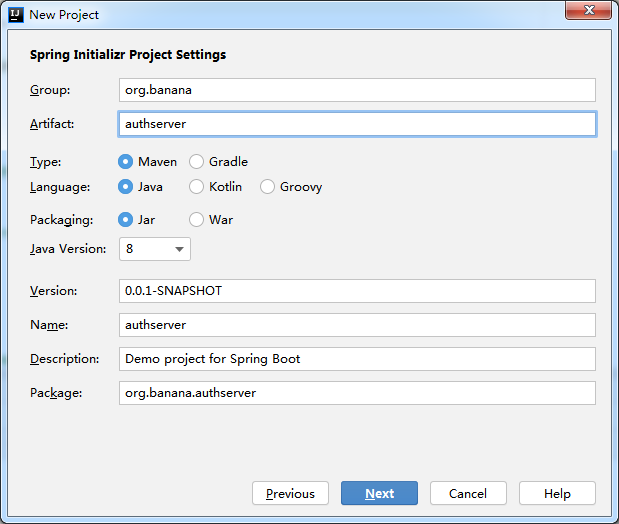 IJ New Project
Spring Initializr Project Settings
Group: org.banana
Artifact: authserver
Type: Maven Gradle
Language: Java Kotlin Groovy
Packaging: Jar War
Java Version: 8
Version: 0.0.1-SNAPSHOT
Name: authserver
Description: Demo project for Spring Boot
Package: org.banana.authserver
Previous Next Cancel Help